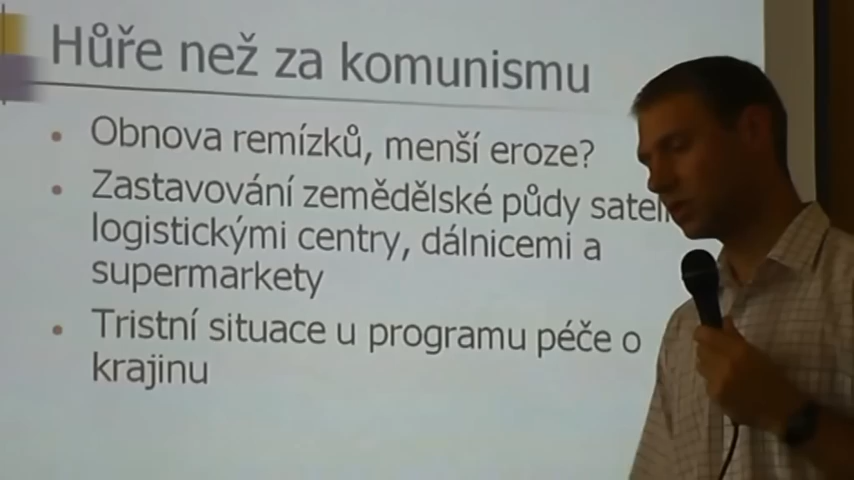 Hůře než za komunismu
• Obnova remízků, menší eroze?
• Zastavování zemědělské půdy
logistickými centry, dálnicemi a
supermarkety
• Tristní situace u programu péče o
krajinu